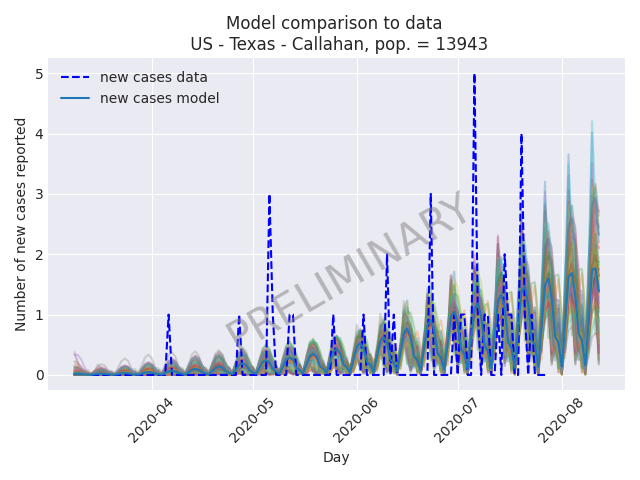 Model comparison to data
US - Texas - Callahan, pop. = 13943
new cases data
new cases model
Number of new cases reported
5
4
3
2
1
0
PRELIMINARY
2020-04
2020-05
2020-06
2020-07
2020-08
Day